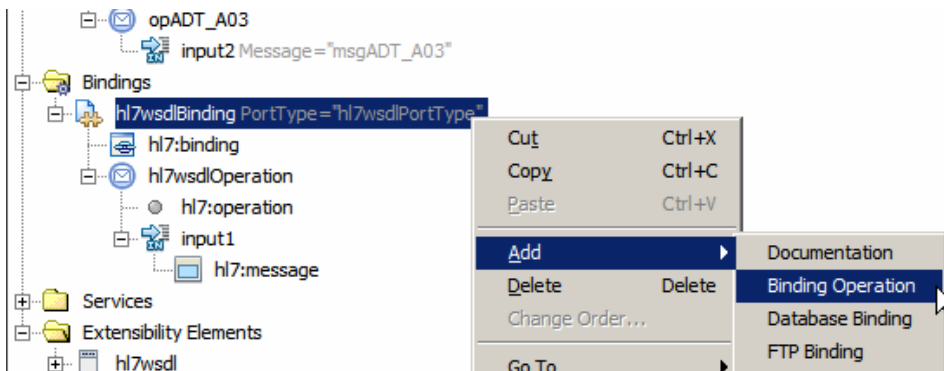 opADT_A03
input2 Message="msgADT_A03"
Bindings
hl7wsdlBinding PortType="hl7wsdlPortType"
hl7:binding
hl7wsdlOperation
hl7:operation
input1
hl7:message
Services
Extensibility Elements
hl7wsdl
Cut Ctrl+X
Copy Ctrl+C
Paste Ctrl+V
Add
Delete Delete
Change Order...
Go To
Documentation
Binding Operation
Database Binding
FTP Binding